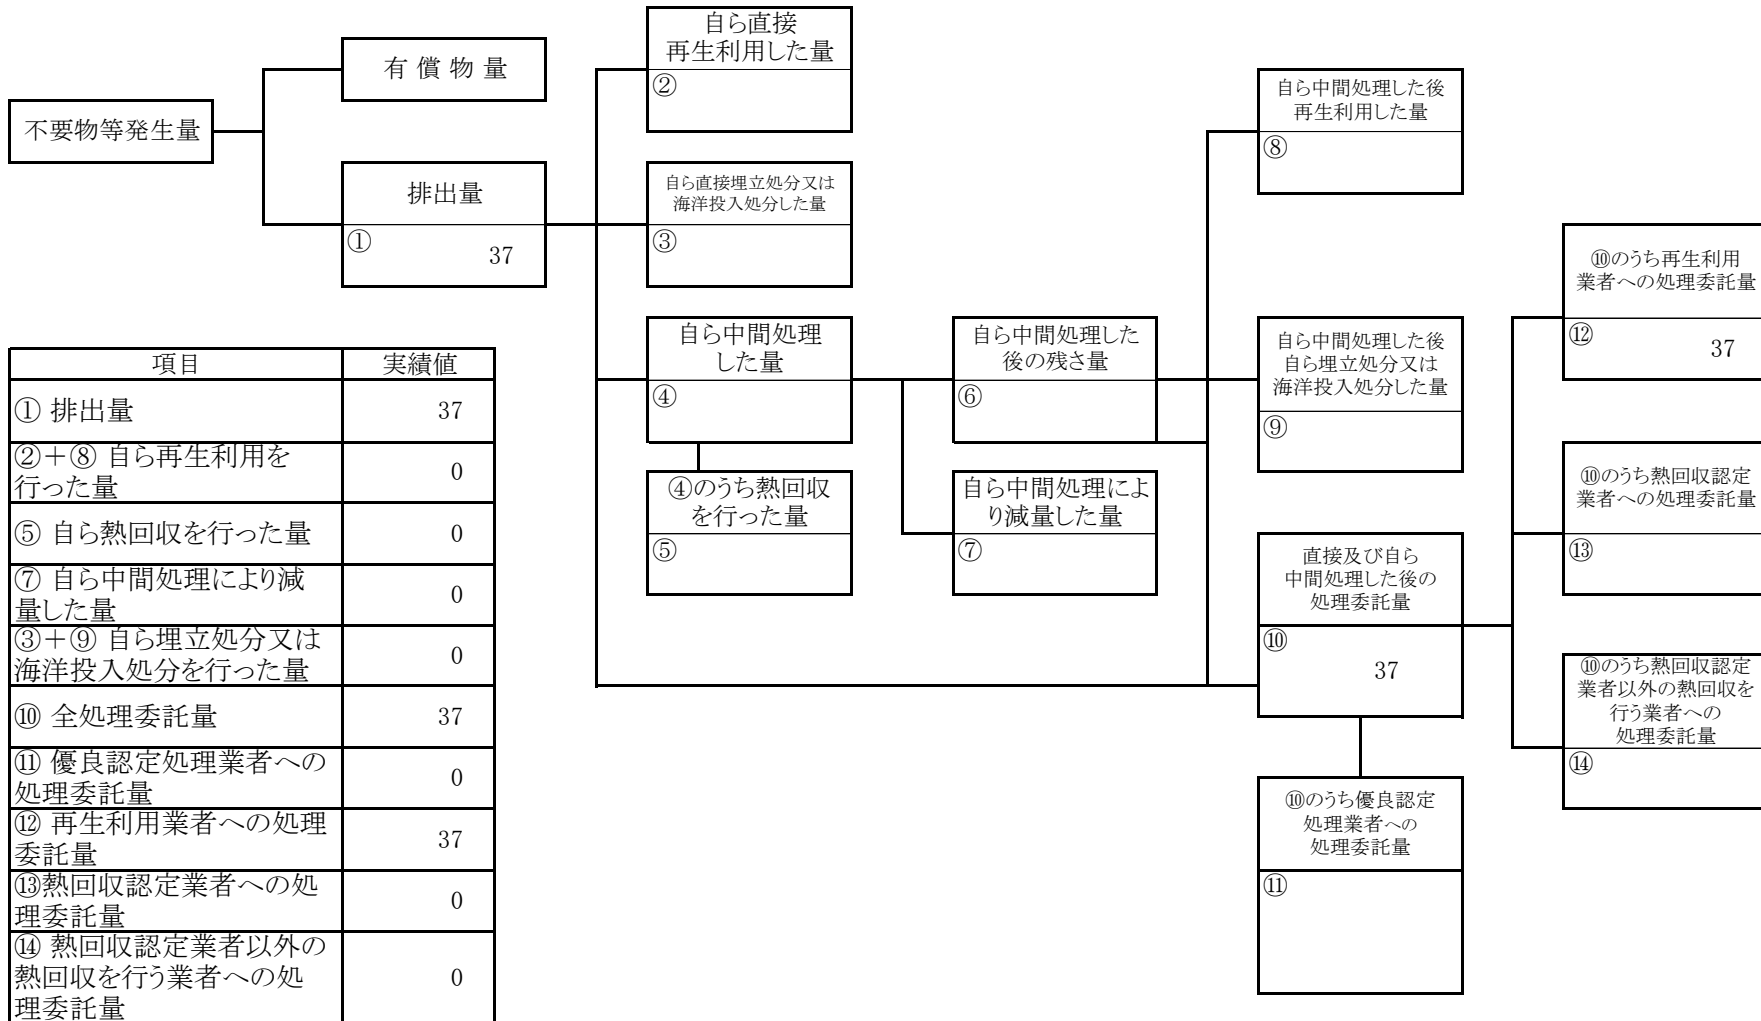 不要物等発生量
有 償 物 量
排出量
①
37
自ら直接
再生利用した量
②
自ら直接埋立処分又は
海洋投入処分した量
③
自ら中間処理
した量
④
④のうち熱回収
を行った量
⑤
自ら中間処理した
後の残さ量
⑥
自ら中間処理によ
り減量した量
⑦
自ら中間処理した後
再生利用した量
⑧
自ら中間処理した後
自ら埋立処分又は
海洋投入処分した量
⑨
直接及び自ら
中間処理した後の
処理委託量
⑩
37
⑩のうち優良認定
処理業者への
処理委託量
⑪
⑩のうち再生利用
業者への処理委託量
⑫
37
⑩のうち熱回収認定
業者への処理委託量
⑬
⑩のうち熱回収認定
業者以外の熱回収を
行う業者への
処理委託量
⑭
項目 実績値
① 排出量 37
②+⑧ 自ら再生利用を
行った量 0
⑤ 自ら熱回収を行った量 0
⑦ 自ら中間処理により減
量した量 0
③+⑨ 自ら埋立処分又は
海洋投入処分を行った量 0
⑩ 全処理委託量 37
⑪ 優良認定処理業者への
処理委託量 0
⑫ 再生利用業者への処理
委託量 37
⑬熱回収認定業者への処
理委託量 0
⑭ 熱回収認定業者以外の
熱回収を行う業者への処
理委託量 0